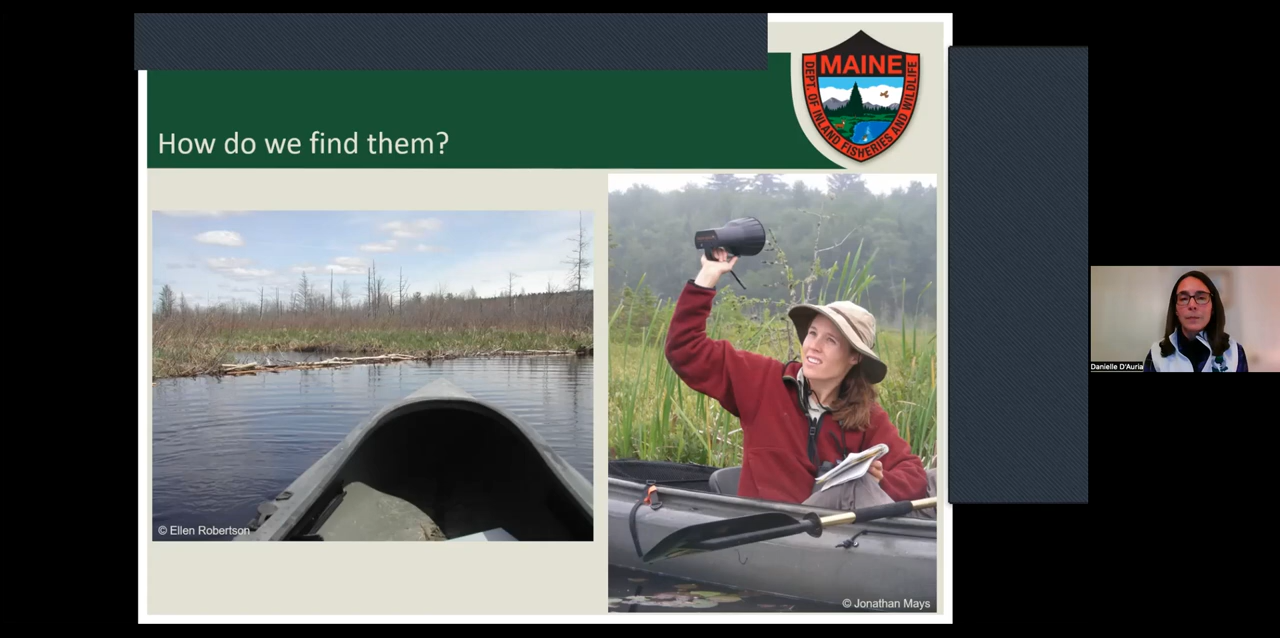 MAINE
DEPT. OF INLAND FISHERIES AND WILDLIFE
How do we find them?
© Ellen Robertson
© Jonathan Mays
Danielle D'Auria